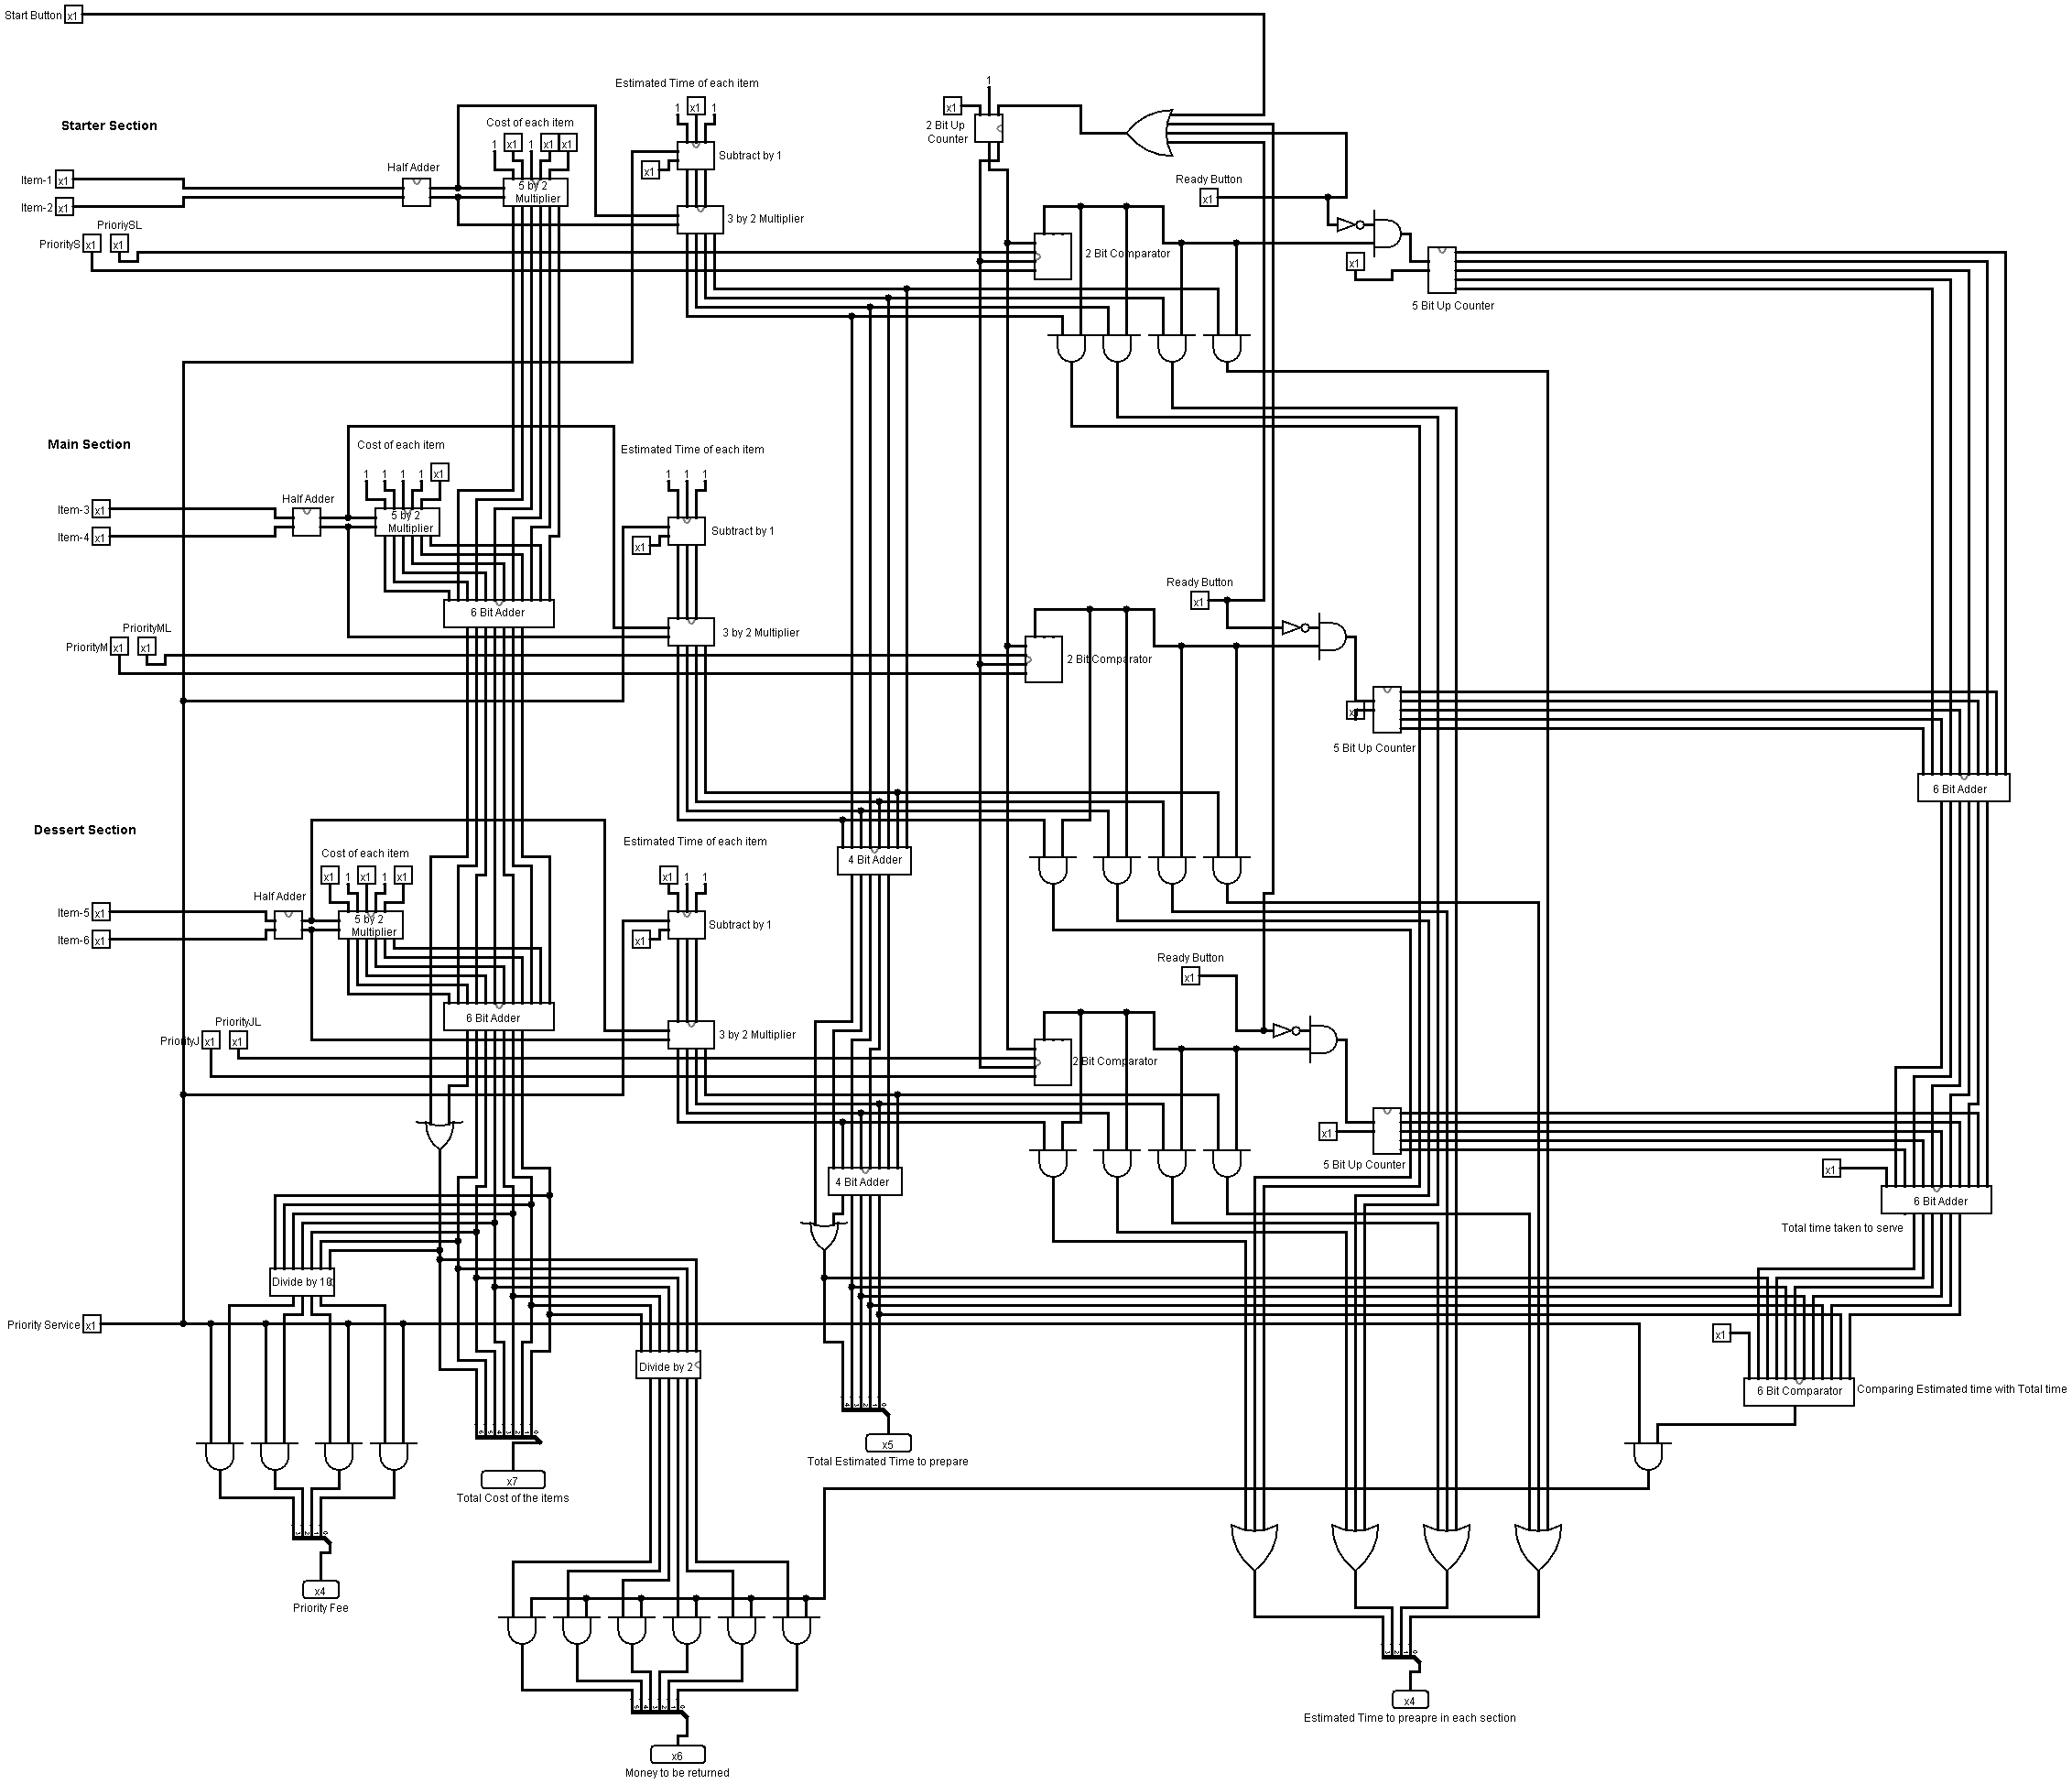 Start Button x1
Estimated Time of each item
1 x1 1
1
x1
2 Bit Up
Counter
Starter Section
Cost of each item
1 x1 1 x1 x1
Subtract by 1
x1
Half Adder
Item-1 x1
Item-2 x1
5 by 2
Multiplier
Ready Button
x1
3 by 2 Multiplier
PrioriySL
PriorityS x1 x1
2 Bit Comparator
x1
5 Bit Up Counter
Main Section
Cost of each item
1 1 1 1 x1
Estimated Time of each item
1 1 1
Half Adder
Item-3 x1
Item-4 x1
5 by 2
Multiplier
Subtract by 1
x1
Ready Button
x1
6 Bit Adder
PriorityML
PriorityM x1 x1
3 by 2 Multiplier
2 Bit Comparator
5 Bit Up Counter
6 Bit Adder
Dessert Section
Estimated Time of each item
x1 1 1
Cost of each item
x1 1 x1 1 x1
4 Bit Adder
Half Adder
Item-5 x1
Item-6 x1
5 by 2
Multiplier
Subtract by 1
x1
Ready Button
x1
6 Bit Adder
PriorityJL
PriorityJ x1 x1
3 by 2 Multiplier
2 Bit Comparator
x1
5 Bit Up Counter
x1
4 Bit Adder
6 Bit Adder
Total time taken to serve
Divide by 10
Priority Service x1
x1
Divide by 2
6 Bit Comparator
Comparing Estimated time with Total time
x5
Total Estimated Time to prepare
x7
Total Cost of the items
x4
Priority Fee
x4
Estimated Time to preapre in each section
x6
Money to be returned